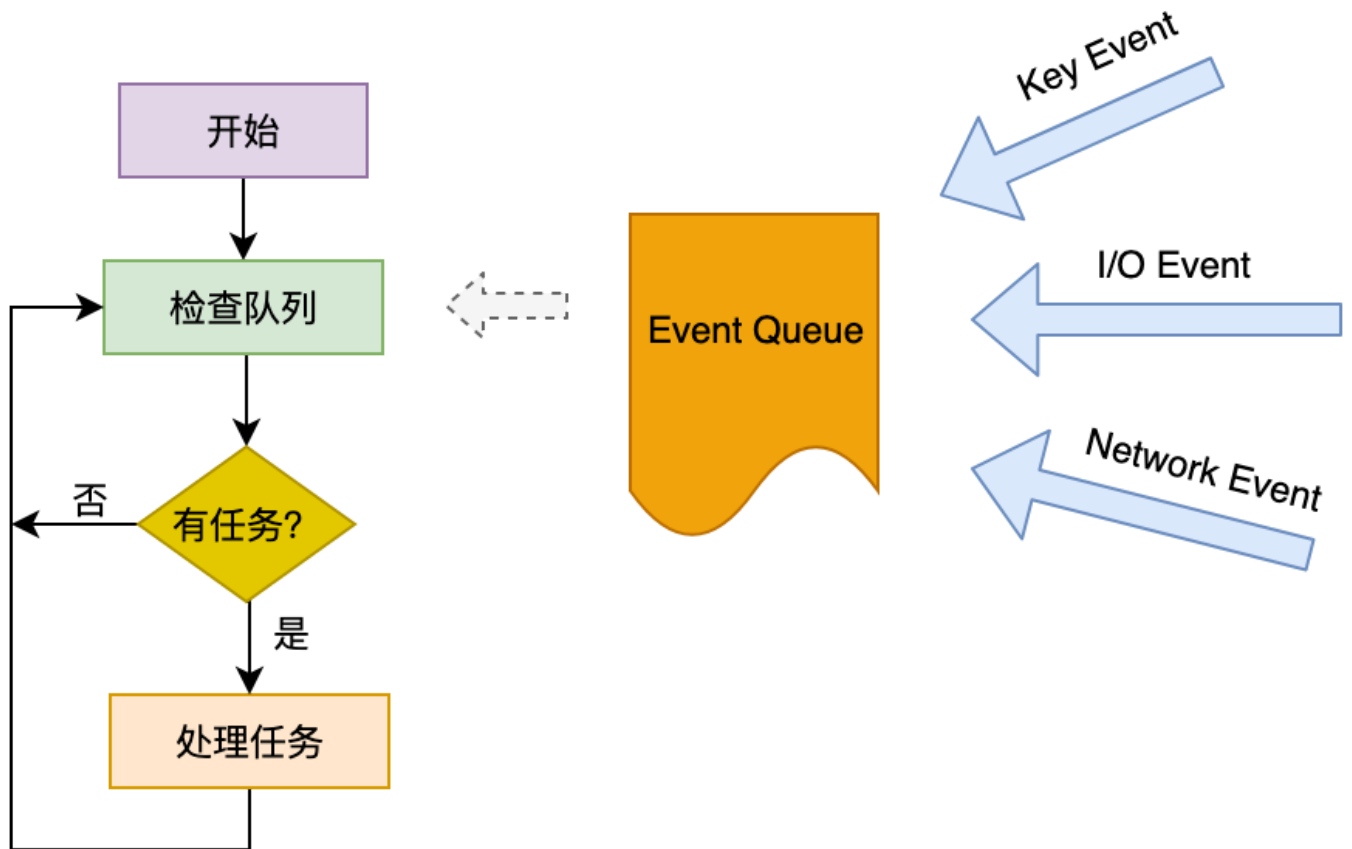 开始
检查队列
有任务?
否
是
处理任务
Event Queue
Key Event
I/O Event
Network Event